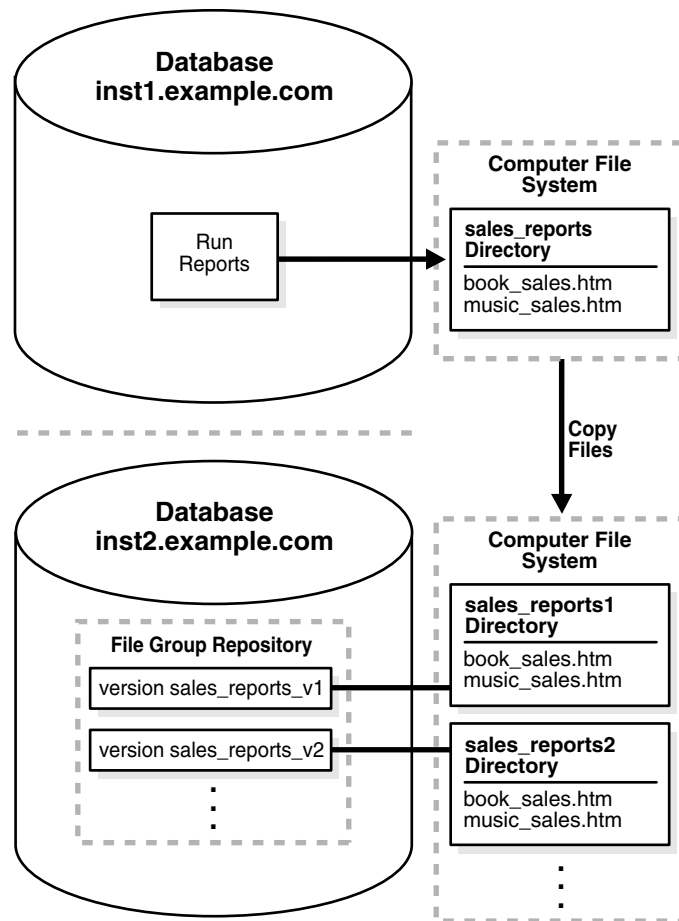 Database
inst1.example.com
Run
Reports
Computer File
System
sales_reports
Directory
book_sales.htm
music_sales.htm
Copy
Files
Database
inst2.example.com
File Group Repository
version sales_reports_v1
version sales_reports_v2
Computer File
System
sales_reports1
Directory
book_sales.htm
music_sales.htm
sales_reports2
Directory
book_sales.htm
music_sales.htm